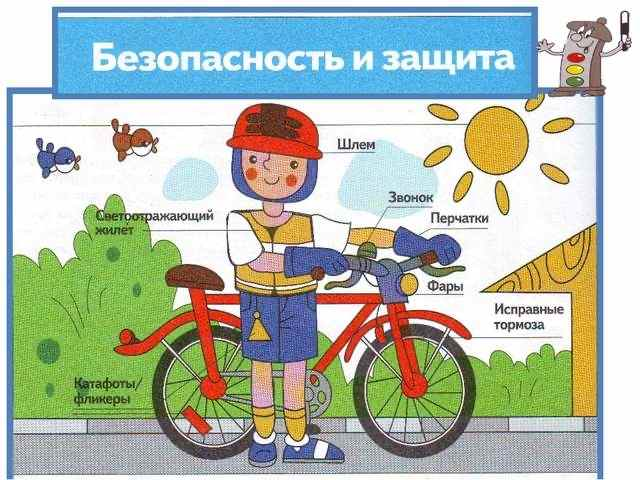 Безопасность и защита
Шлем
Звонок
Перчатки
Светоотражающий
жилет
Фары
Исправные
тормоза
Катафоты/
фликеры